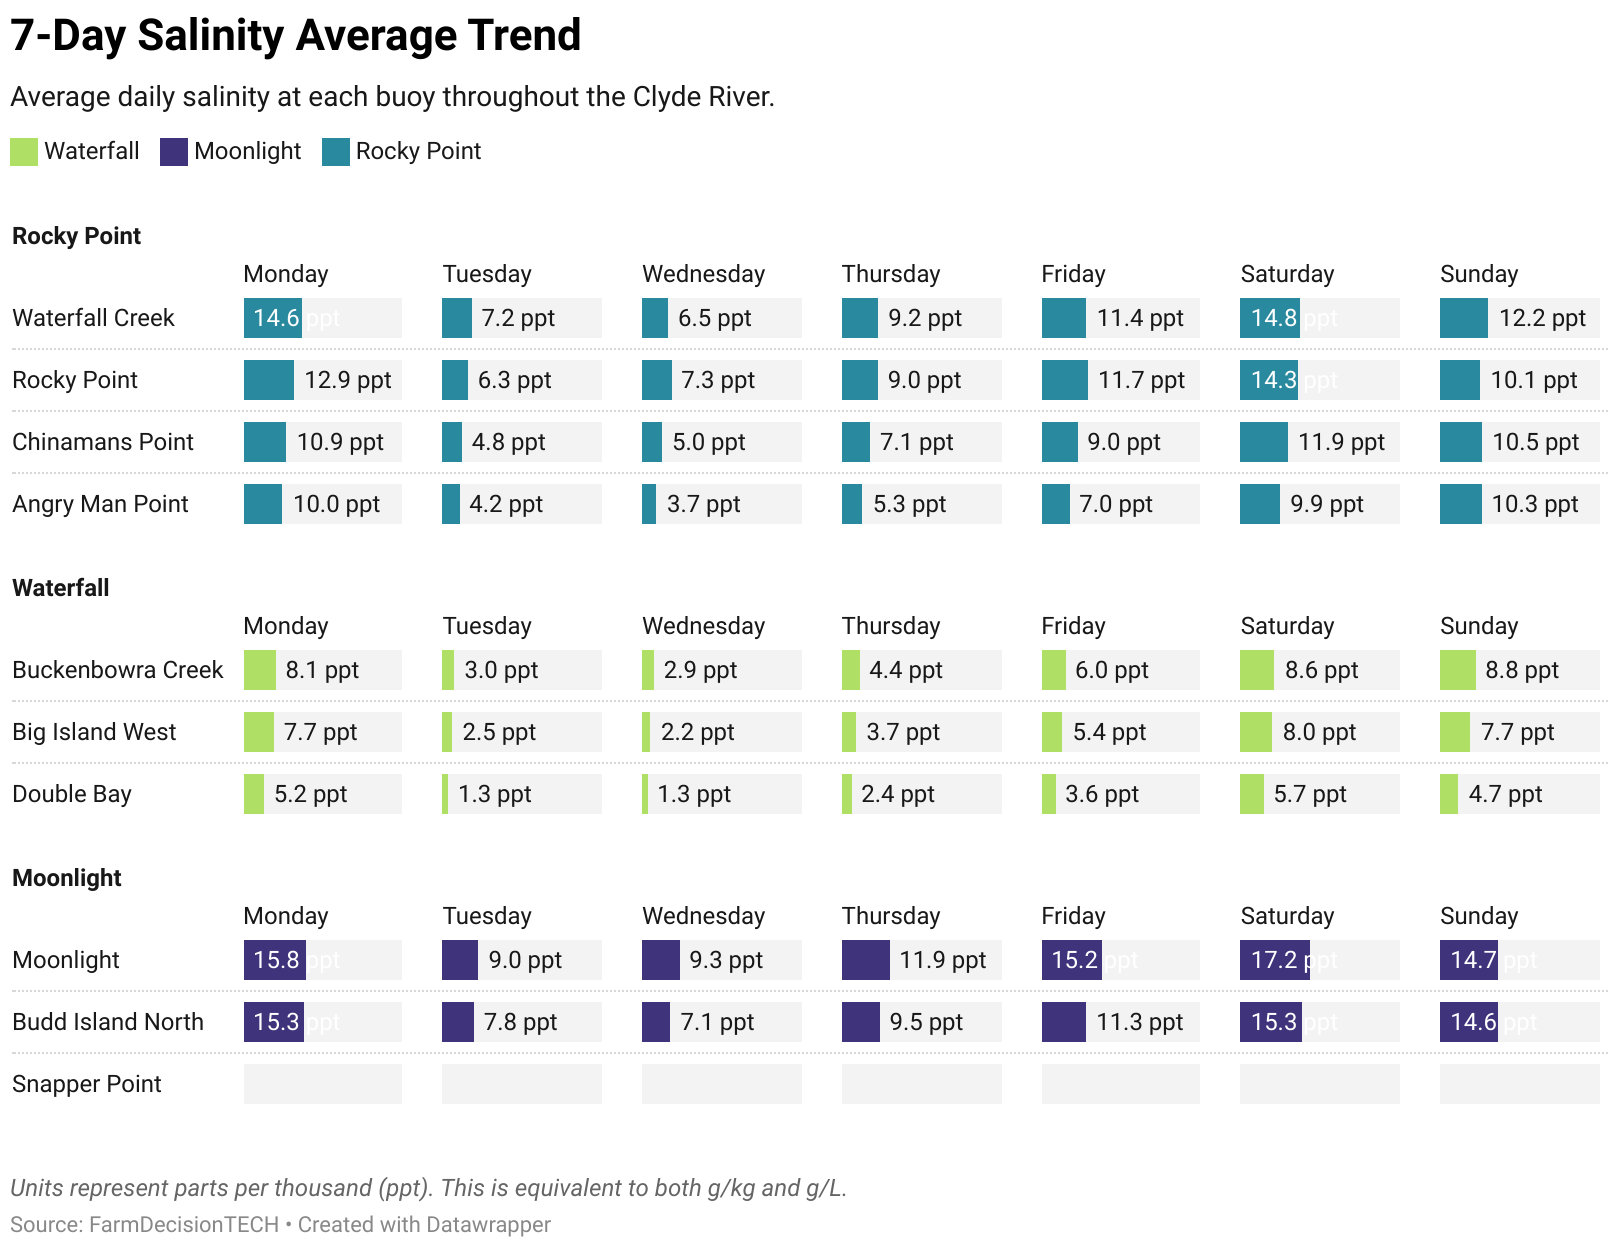 7-Day Salinity Average Trend
Average daily salinity at each buoy throughout the Clyde River.
Waterfall Moonlight Rocky Point
Rocky Point
Monday Tuesday Wednesday Thursday Friday Saturday Sunday
Waterfall Creek 14.6 ppt 7.2 ppt 6.5 ppt 9.2 ppt 11.4 ppt 14.8 ppt 12.2 ppt
Rocky Point 12.9 ppt 6.3 ppt 7.3 ppt 9.0 ppt 11.7 ppt 14.3 ppt 10.1 ppt
Chinamans Point 10.9 ppt 4.8 ppt 5.0 ppt 7.1 ppt 9.0 ppt 11.9 ppt 10.5 ppt
Angry Man Point 10.0 ppt 4.2 ppt 3.7 ppt 5.3 ppt 7.0 ppt 9.9 ppt 10.3 ppt
Waterfall
Monday Tuesday Wednesday Thursday Friday Saturday Sunday
Buckenbowra Creek 8.1 ppt 3.0 ppt 2.9 ppt 4.4 ppt 6.0 ppt 8.6 ppt 8.8 ppt
Big Island West 7.7 ppt 2.5 ppt 2.2 ppt 3.7 ppt 5.4 ppt 8.0 ppt 7.7 ppt
Double Bay 5.2 ppt 1.3 ppt 1.3 ppt 2.4 ppt 3.6 ppt 5.7 ppt 4.7 ppt
Moonlight
Monday Tuesday Wednesday Thursday Friday Saturday Sunday
Moonlight 15.8 ppt 9.0 ppt 9.3 ppt 11.9 ppt 15.2 ppt 17.2 ppt 14.7 ppt
Budd Island North 15.3 ppt 7.8 ppt 7.1 ppt 9.5 ppt 11.3 ppt 15.3 ppt 14.6 ppt
Snapper Point
Units represent parts per thousand (ppt). This is equivalent to both g/kg and g/L.
Source: FarmDecisionTECH • Created with Datawrapper